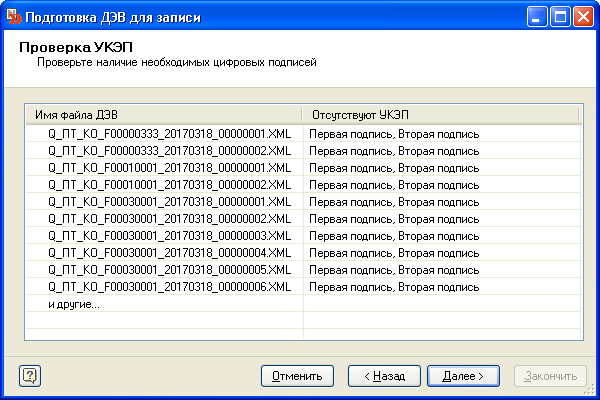 Подготовка ДЭВ для записи
Проверка УКЭП
Проверьте наличие необходимых цифровых подписей
Имя файла ДЭВ Отсутствуют УКЭП
Q_ПТ_КО_F00000333_20170318_00000001.XML Первая подпись, Вторая подпись
Q_ПТ_КО_F00000333_20170318_00000002.XML Первая подпись, Вторая подпись
Q_ПТ_КО_F00010001_20170318_00000001.XML Первая подпись, Вторая подпись
Q_ПТ_КО_F00010001_20170318_00000002.XML Первая подпись, Вторая подпись
Q_ПТ_КО_F00030001_20170318_00000001.XML Первая подпись, Вторая подпись
Q_ПТ_КО_F00030001_20170318_00000002.XML Первая подпись, Вторая подпись
Q_ПТ_КО_F00030001_20170318_00000003.XML Первая подпись, Вторая подпись
Q_ПТ_КО_F00030001_20170318_00000004.XML Первая подпись, Вторая подпись
Q_ПТ_КО_F00030001_20170318_00000005.XML Первая подпись, Вторая подпись
Q_ПТ_КО_F00030001_20170318_00000006.XML Первая подпись, Вторая подпись
и другие...
? Отменить < Назад Далее > Закончить